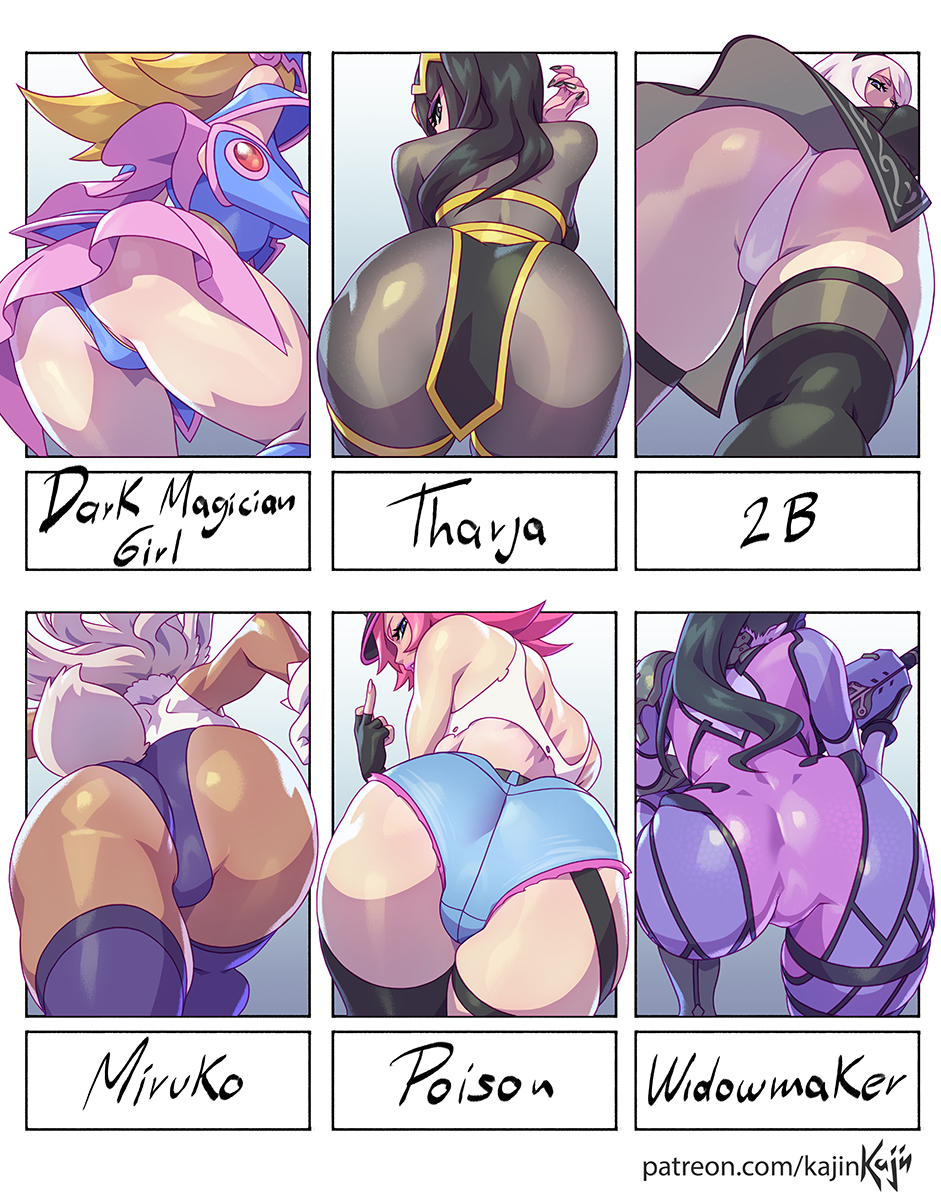 Dark Magician
Girl
Tharja
2B
Miruko
Poison
Widowmaker
patreon.com/kajin Kajin